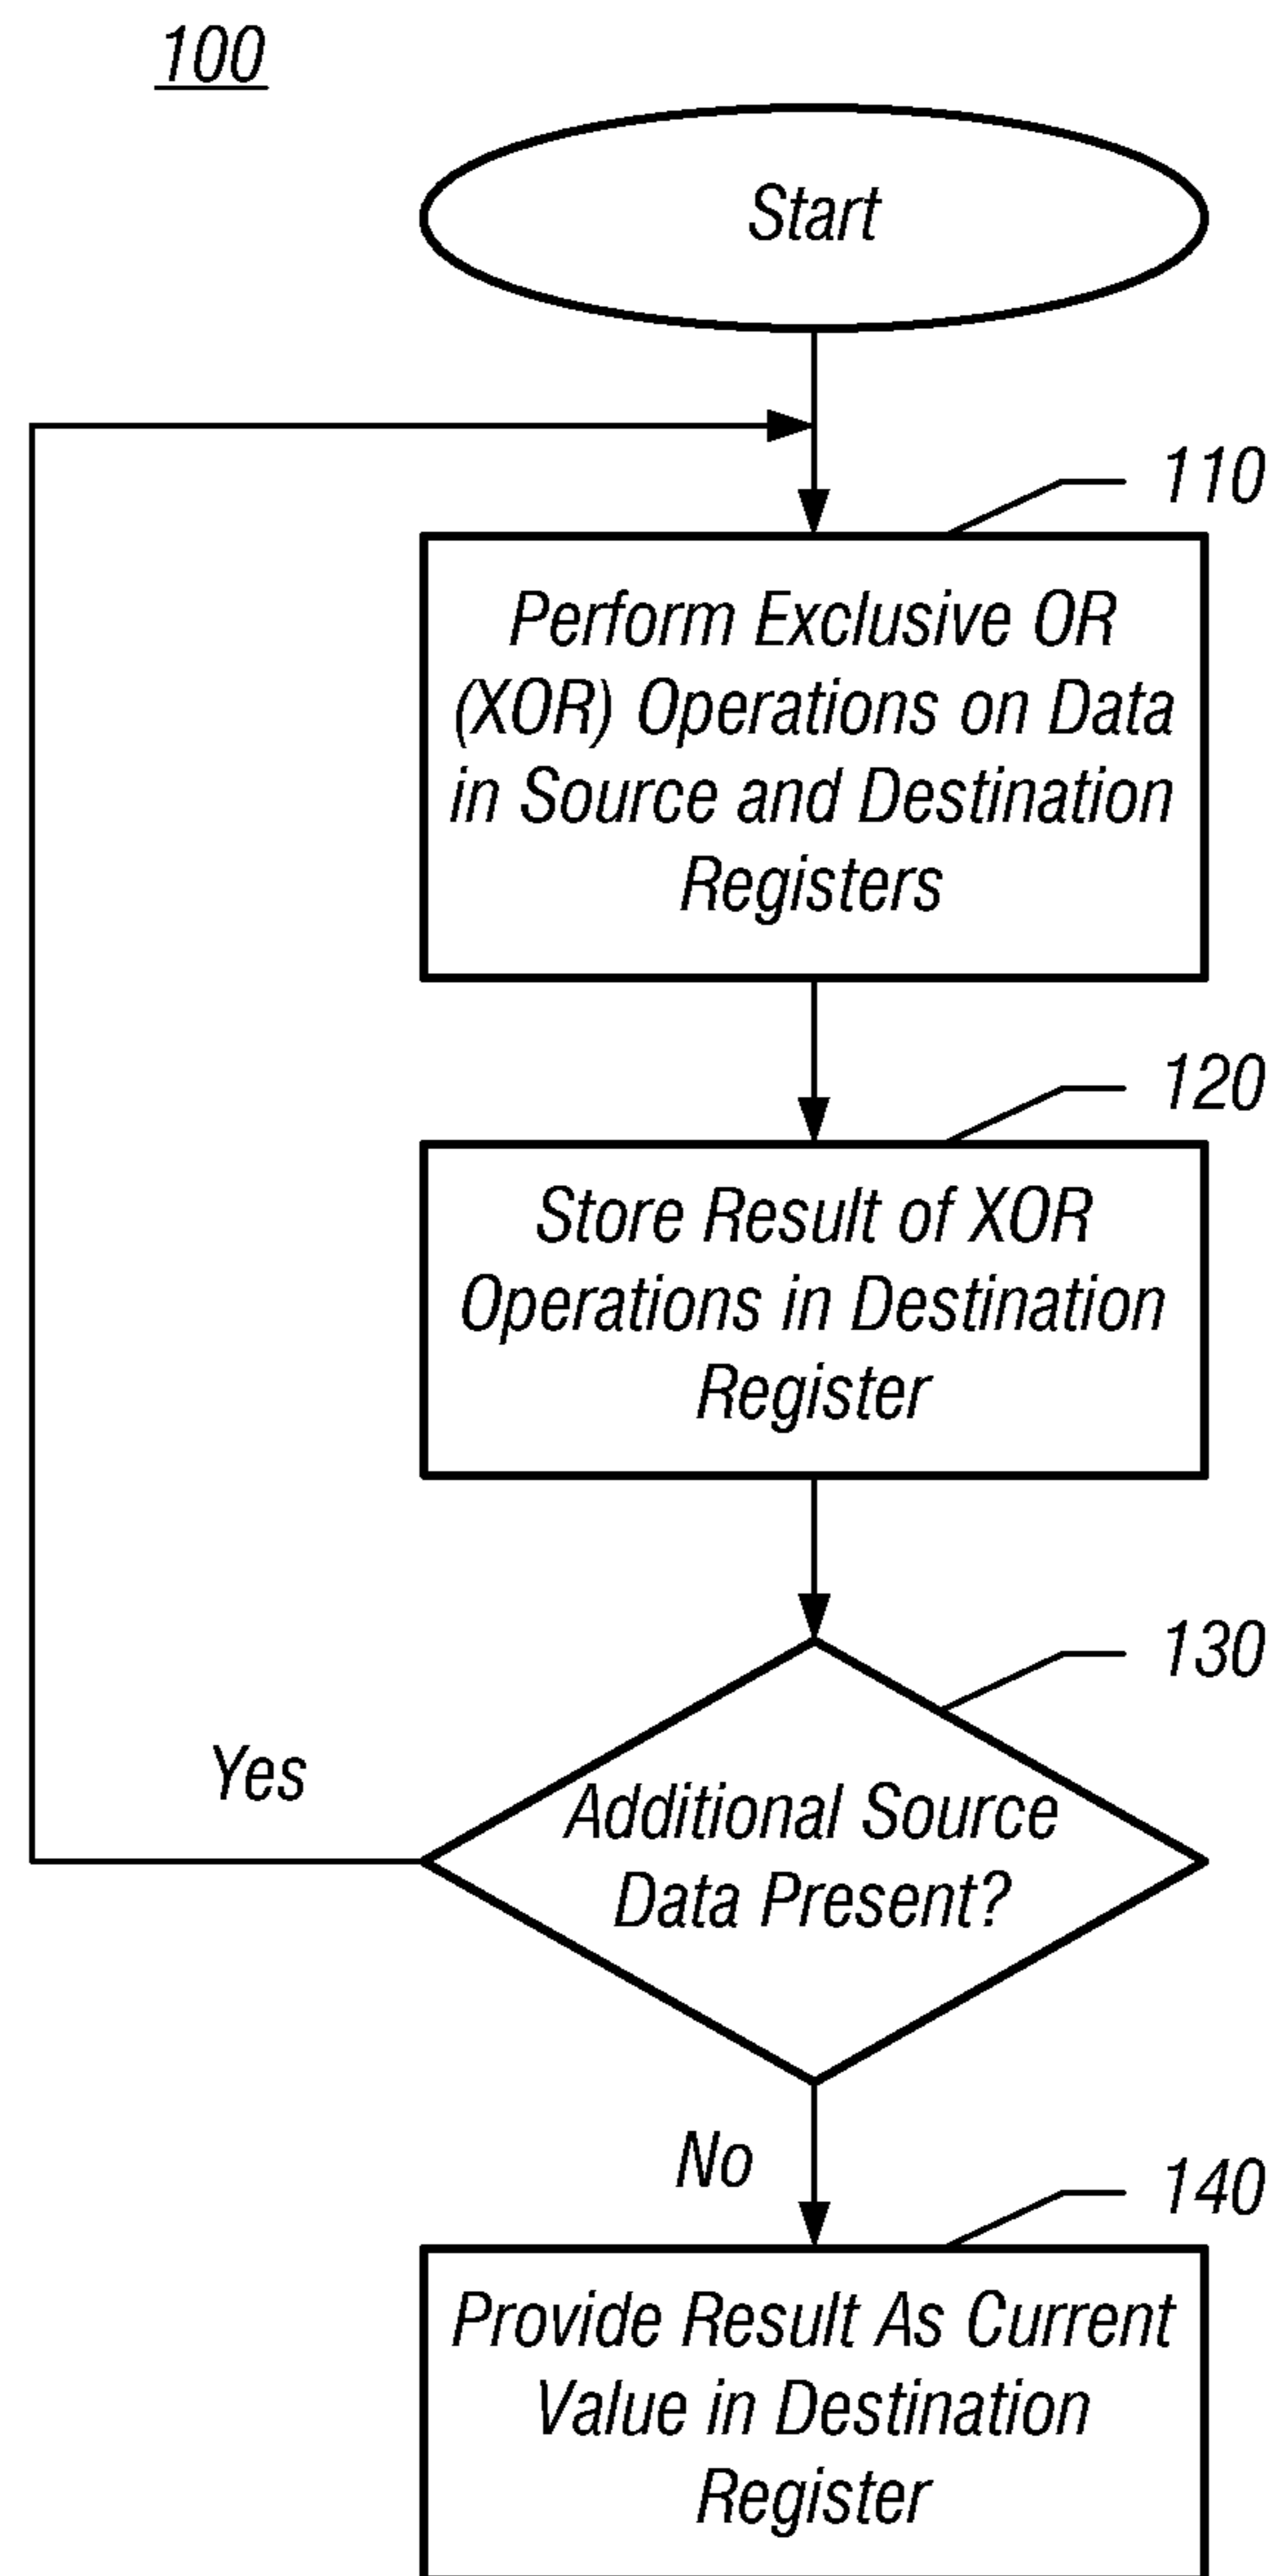 100
Start
110
Perform Exclusive OR
(XOR) Operations on Data
in Source and Destination
Registers
120
Store Result of XOR
Operations in Destination
Register
130
Additional Source
Data Present?
Yes
No
140
Provide Result As Current
Value in Destination
Register